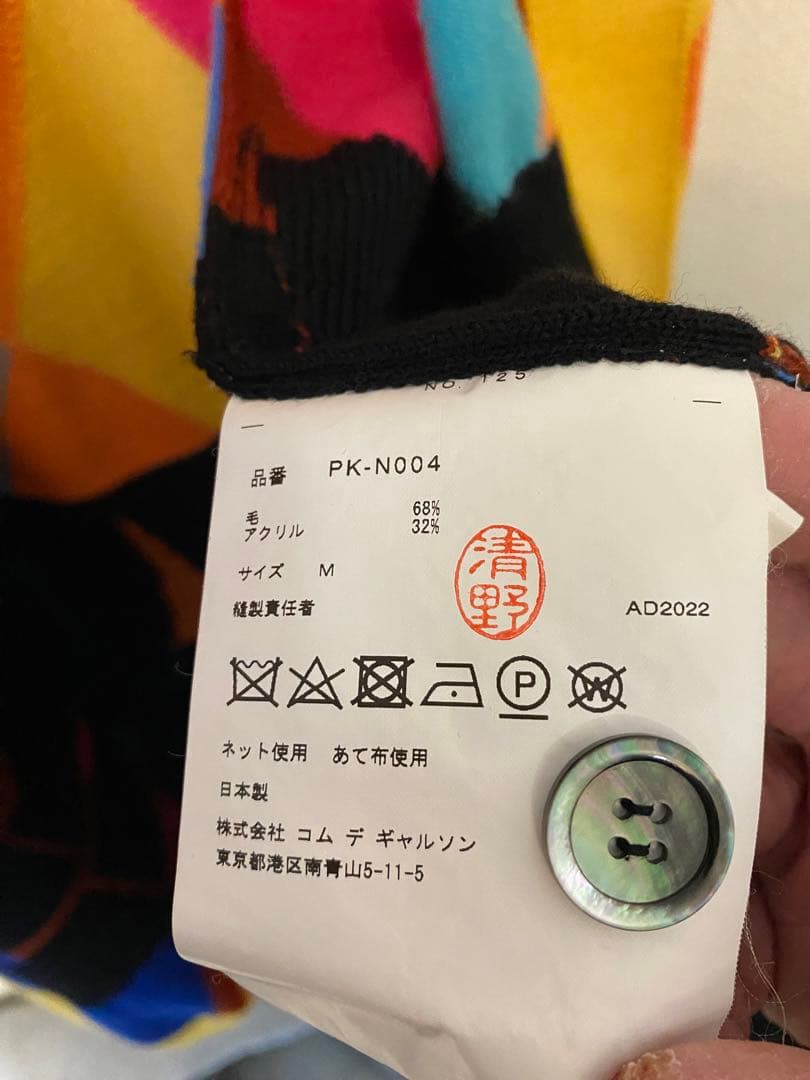 NO. 125
品番 PK-N004
毛 68%
アクリル 32%
サイズ M
縫製責任者 清野 AD2022
P W
ネット使用 あて布使用
日本製
株式会社 コム デ ギャルソン
東京都港区南青山5-11-5